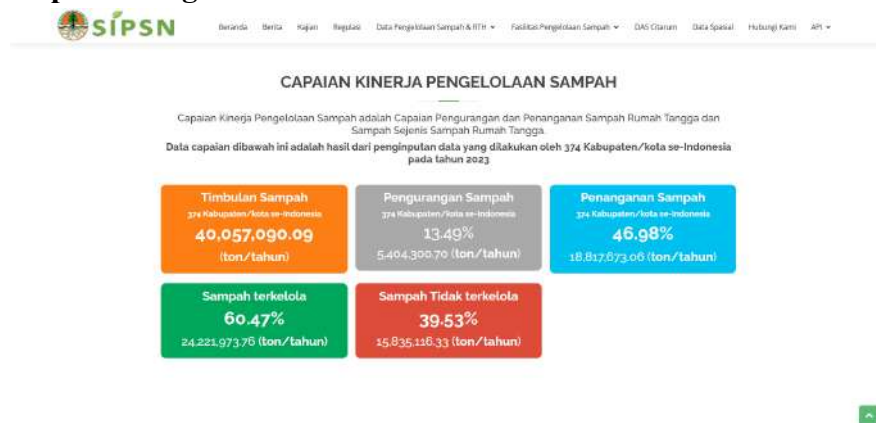 SIPSN
Beranda Berita Kajian Regulasi Data Pengelolaan Sampah & RTH Fasilitas Pengelolaan Sampah DAS Citarum Data Spasial Hubungi Kami API
CAPAIAN KINERJA PENGELOLAAN SAMPAH
Capaian Kinerja Pengelolaan Sampah adalah Capaian Pengurangan dan Penanganan Sampah Rumah Tangga dan
Sampah Sejenis Sampah Rumah Tangga.
Data capaian dibawah ini adalah hasil dari penginputan data yang dilakukan oleh 374 Kabupaten/kota se-Indonesia
pada tahun 2023
Timbulan Sampah
374 Kabupaten/kota se-Indonesia
40,057,090.09
(ton/tahun)
Pengurangan Sampah
374 Kabupaten/kota se-Indonesia
13.49%
5,404,300.70 (ton/tahun)
Penanganan Sampah
374 Kabupaten/kota se-Indonesia
46.98%
18,817,673.06 (ton/tahun)
Sampah terkelola
60.47%
24,221,973.76 (ton/tahun)
Sampah Tidak terkelola
39.53%
15,835,116.33 (ton/tahun)